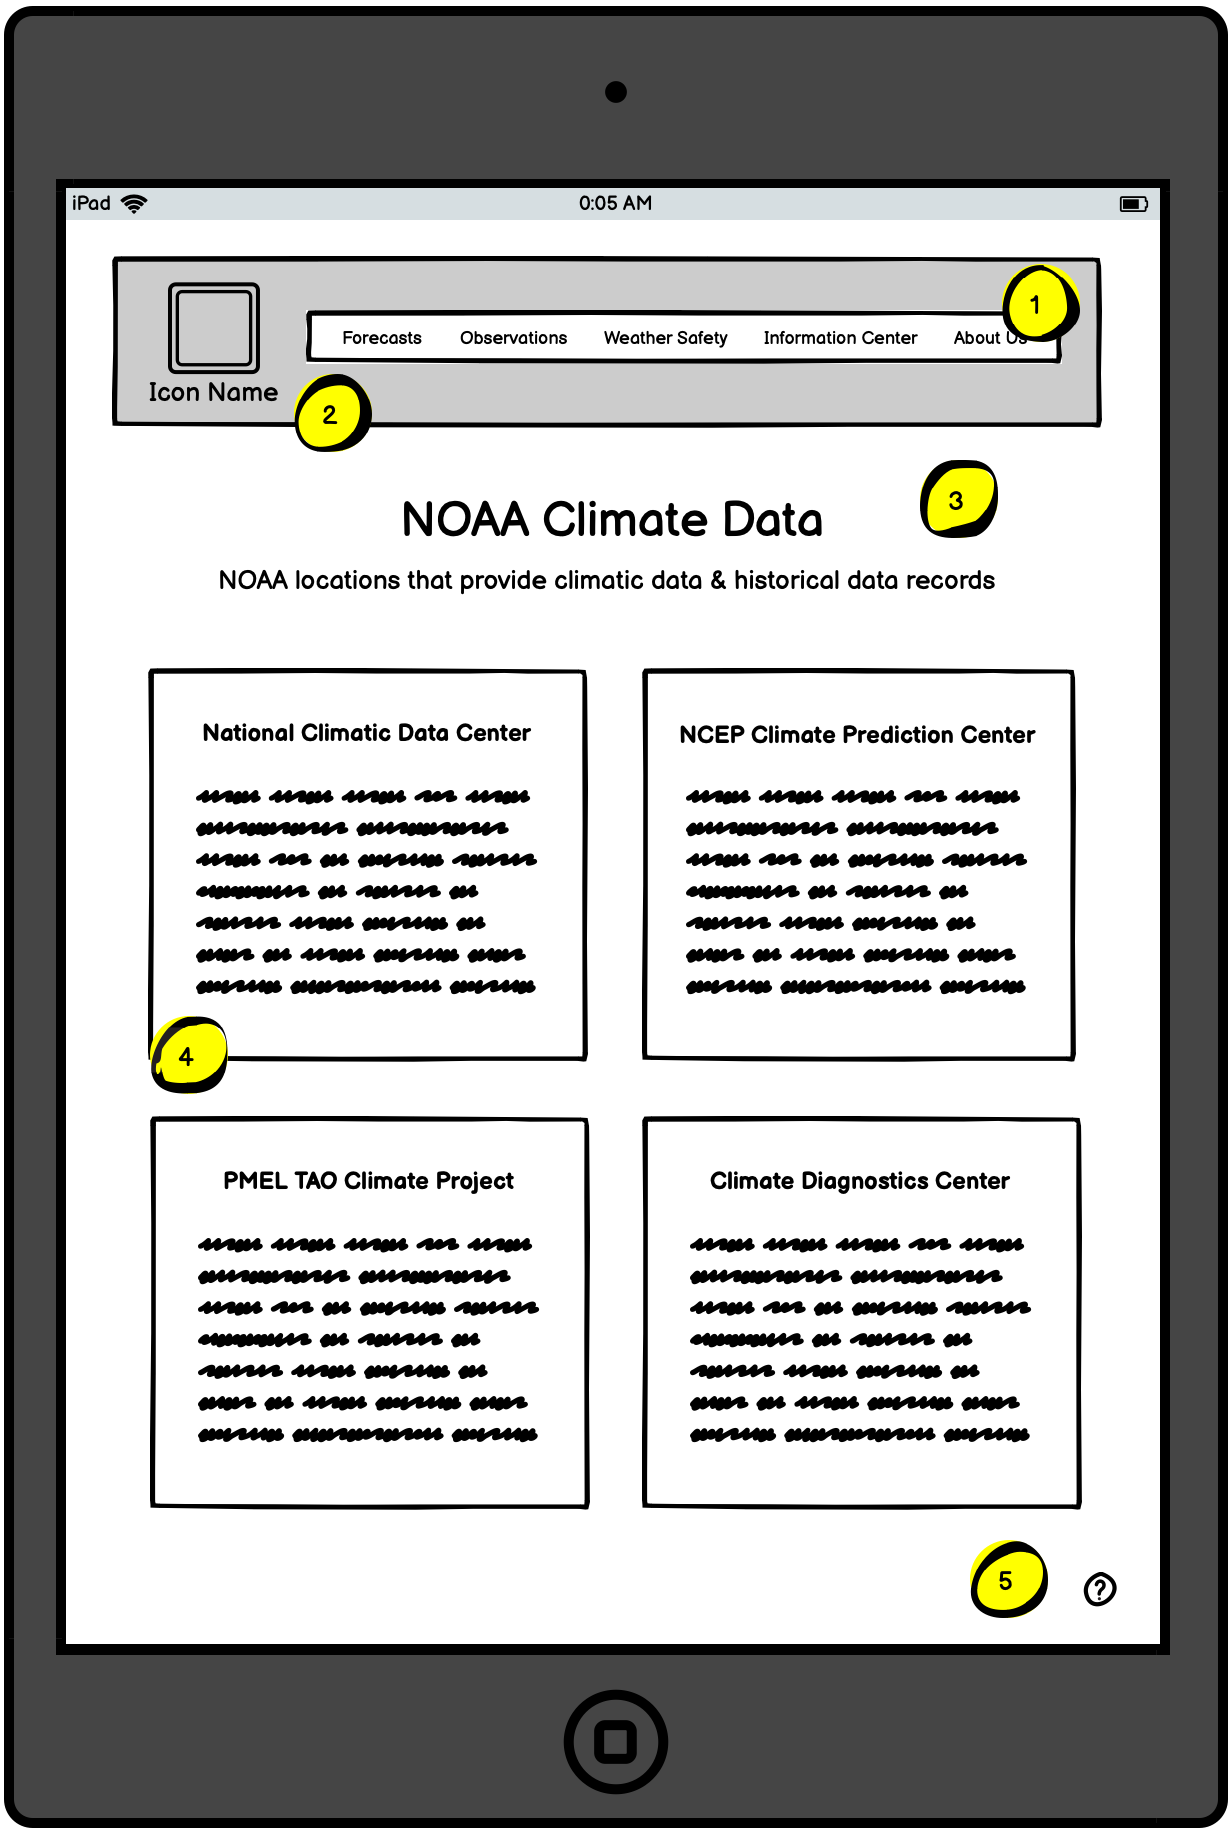 iPad 0:05 AM
1
Forecasts Observations Weather Safety Information Center About Us
Icon Name
2
3
NOAA Climate Data
NOAA locations that provide climatic data & historical data records
National Climatic Data Center
NCEP Climate Prediction Center
4
PMEL TAO Climate Project
Climate Diagnostics Center
5
?